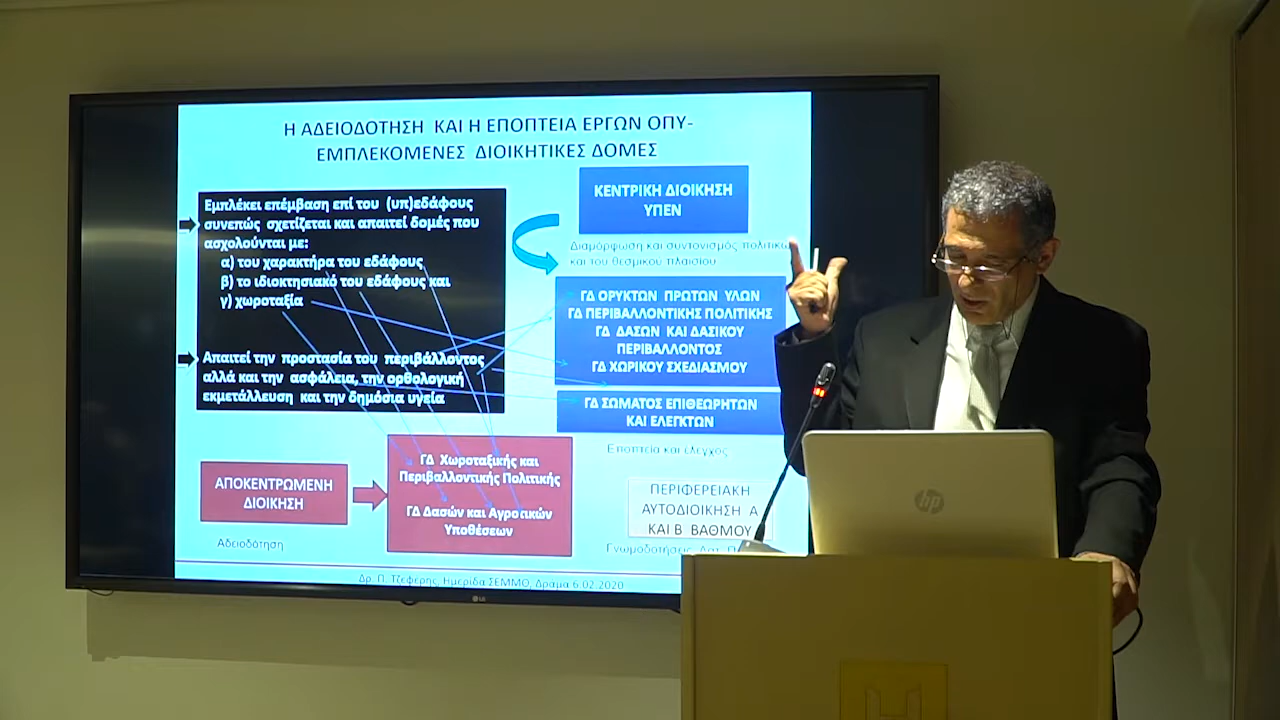 Η ΑΔΕΙΟΔΟΤΗΣΗ ΚΑΙ Η ΕΠΟΠΤΕΙΑ ΕΡΓΩΝ ΟΠΥ-
ΕΜΠΛΕΚΟΜΕΝΕΣ ΔΙΟΙΚΗΤΙΚΕΣ ΔΟΜΕΣ
Εμπλέκει επέμβαση επί του (υπ)εδάφους
συνεπώς σχετίζεται και απαιτεί δομές που
ασχολούνται με:
α) του χαρακτήρα του εδάφους
β) το ιδιοκτησιακό του εδάφους και
γ) χωροταξία
Απαιτεί την προστασία του περιβάλλοντος
αλλά και την ασφάλεια, την ορθολογική
εκμετάλλευση και την δημόσια υγεία
ΚΕΝΤΡΙΚΗ ΔΙΟΙΚΗΣΗ
ΥΠΕΝ
Διαμόρφωση και συντονισμός
και του θεσμικού πλαισίου
ΓΔ ΟΡΥΚΤΩΝ ΠΡΩΤΩΝ ΥΛΩΝ
ΓΔ ΠΕΡΙΒΑΛΛΟΝΤΙΚΗΣ ΠΟΛΙΤΙΚΗΣ
ΓΔ ΔΑΣΩΝ ΚΑΙ ΔΑΣΙΚΟΥ
ΠΕΡΙΒΑΛΛΟΝΤΟΣ
ΓΔ ΧΩΡΙΚΟΥ ΣΧΕΔΙΑΣΜΟΥ
ΓΔ ΣΩΜΑΤΟΣ ΕΠΙΘΕΩΡΗΤΩΝ
ΚΑΙ ΕΛΕΓΚΤΩΝ
Εποπτεία και έλεγχος
ΑΠΟΚΕΝΤΡΩΜΕΝΗ
ΔΙΟΙΚΗΣΗ
Αδειοδότηση
ΓΔ Χωροταξικής και
Περιβαλλοντικής Πολιτικής
ΓΔ Δασών και Αγροτικών
Υποθέσεων
ΠΕΡΙΦΕΡΕΙΑΚΗ
ΑΥΤΟΔΙΟΙΚΗΣΗ Α
ΚΑΙ Β ΒΑΘΜΟΥ
Γνωμοδοτήσεις
Δρ. Π. Τζεφέρης, Ημερίδα ΣΕΜΜΟ, Δράμα 6.02.2020
LG
hp